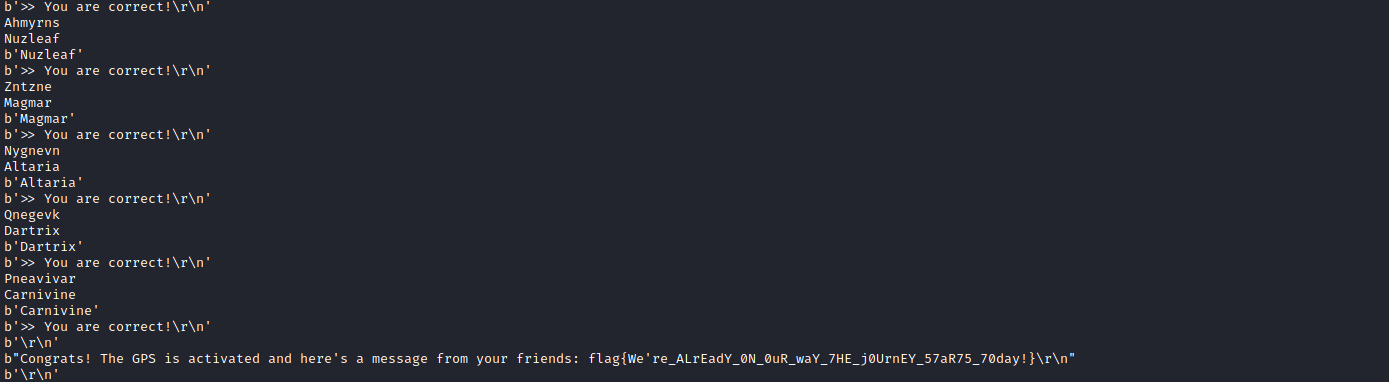 b'>> You are correct!\r\n'
Ahmyrns
Nuzleaf
b'Nuzleaf'
b'>> You are correct!\r\n'
Zntzne
Magmar
b'Magmar'
b'>> You are correct!\r\n'
Nygnevn
Altaria
b'Altaria'
b'>> You are correct!\r\n'
Qnegevk
Dartrix
b'Dartrix'
b'>> You are correct!\r\n'
Pneavivar
Carnivine
b'Carnivine'
b'>> You are correct!\r\n'
b'\r\n'
b"Congrats! The GPS is activated and here's a message from your friends: flag{We're_ALrEadY_0N_0uR_waY_7HE_j0UrnEY_57aR75_70day!}\r\n"
b'\r\n'